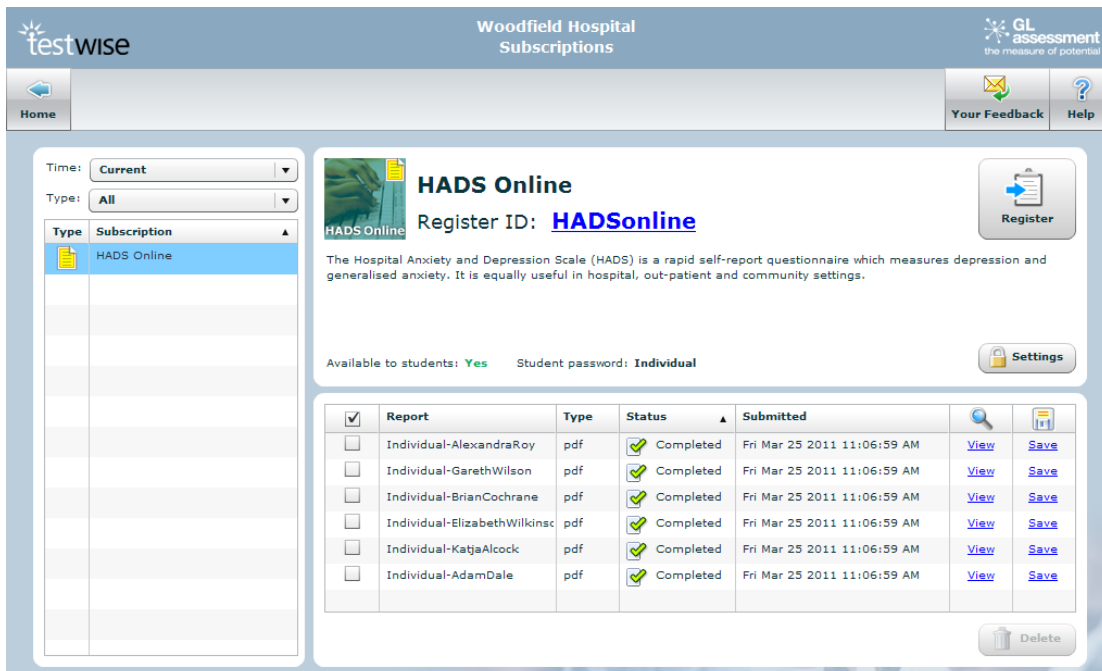 testwise
Woodfield Hospital
Subscriptions
GL
assessment
the measure of potential
Home
Your Feedback
Help
Time: Current
Type: All
Type Subscription
HADS Online
HADS Online
HADS Online
Register ID: HADSonline
Register
The Hospital Anxiety and Depression Scale (HADS) is a rapid self-report questionnaire which measures depression and
generalised anxiety. It is equally useful in hospital, out-patient and community settings.
Available to students: Yes Student password: Individual
Settings
Report Type Status Submitted
Individual-AlexandraRoy pdf Completed Fri Mar 25 2011 11:06:59 AM View Save
Individual-GarethWilson pdf Completed Fri Mar 25 2011 11:06:59 AM View Save
Individual-BrianCochrane pdf Completed Fri Mar 25 2011 11:06:59 AM View Save
Individual-ElizabethWilkinsc pdf Completed Fri Mar 25 2011 11:06:59 AM View Save
Individual-KatjaAlcock pdf Completed Fri Mar 25 2011 11:06:59 AM View Save
Individual-AdamDale pdf Completed Fri Mar 25 2011 11:06:59 AM View Save
Delete